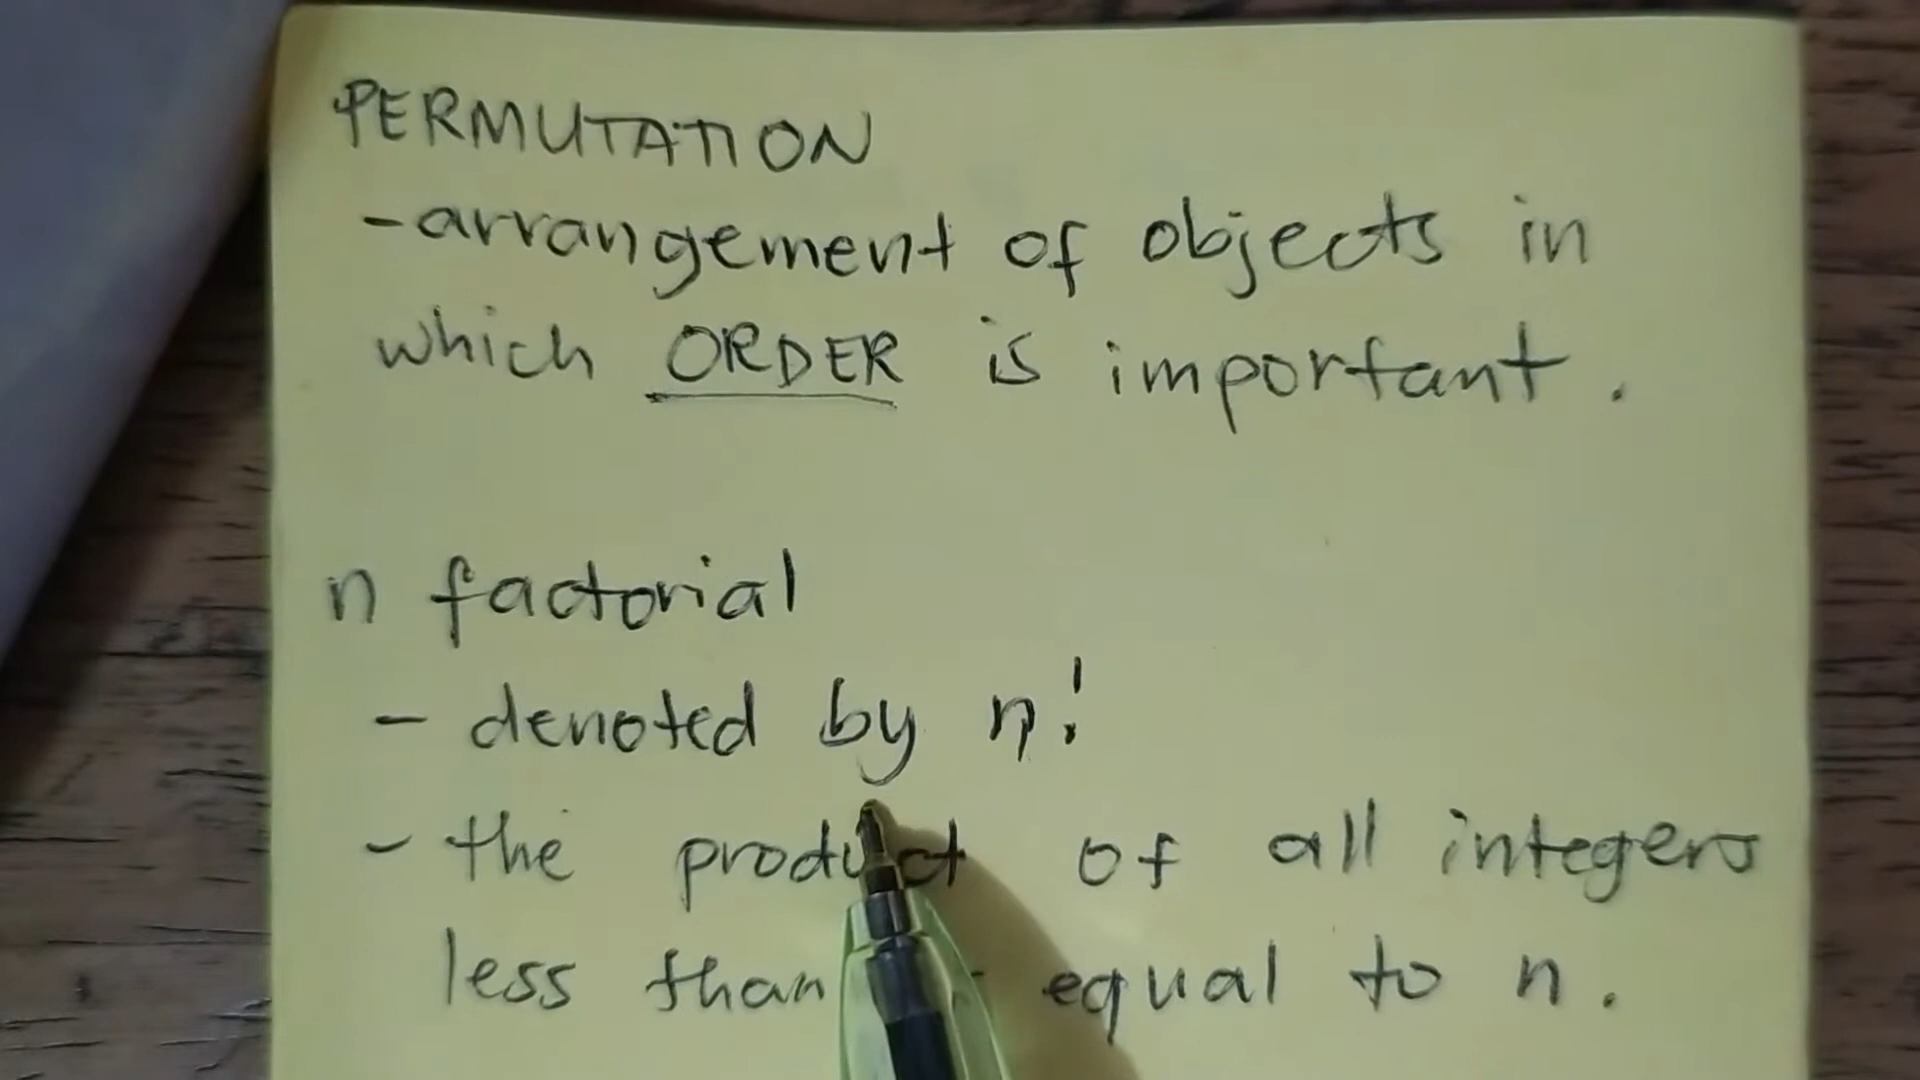 PERMUTATION
- arrangement of objects in
which ORDER is important.
n factorial
- denoted by n!
- the product of all integers
less than equal to n.